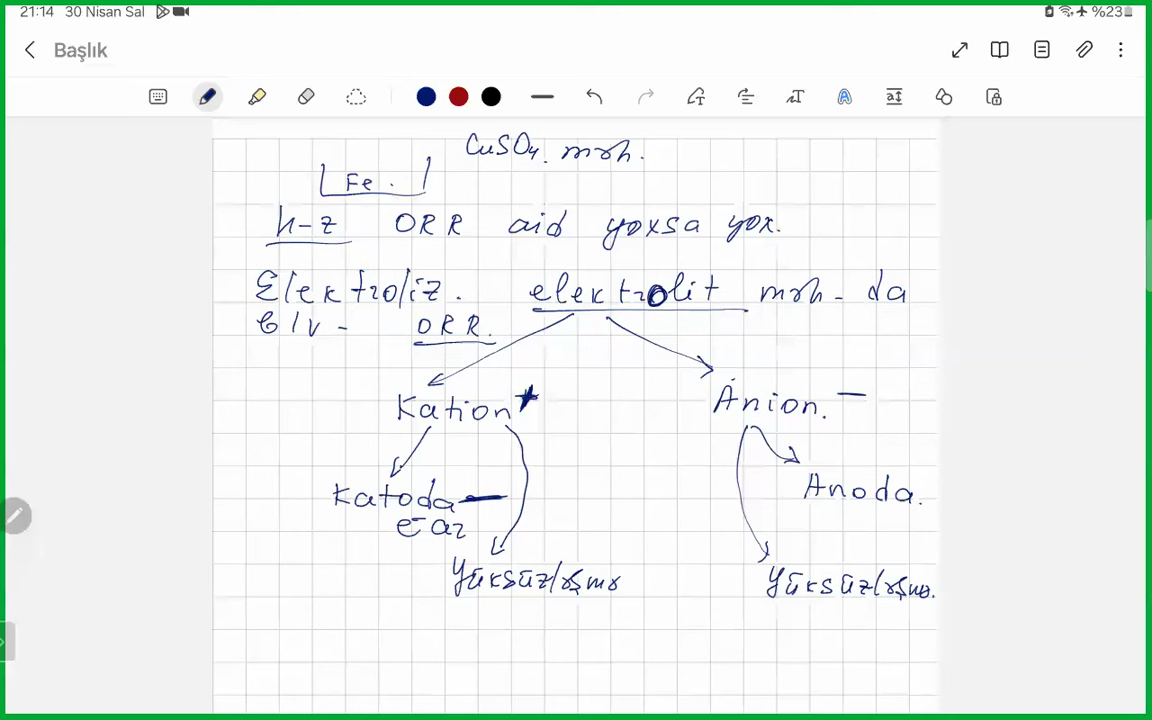 21:14 30 Nisan Sal %23
Başlık
CuSO4. məh.
Fe.
h-z ORR aid yoxsa yox.
Elektroliz. elektrolit məh-da
ORR.
Kation + Anion. -
Katoda - Anoda.
e- az
Yüksüzləşmə Yüksüzləşmə.